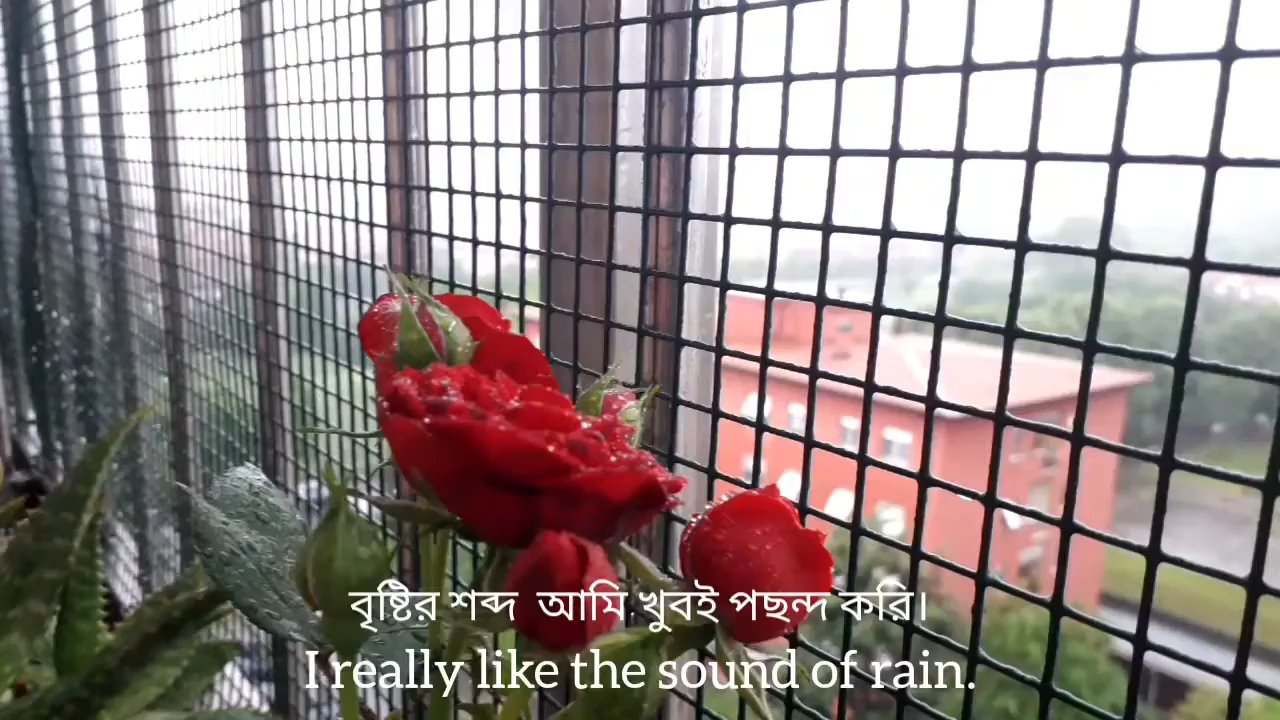 বৃষ্টির শব্দ আমি খুবই পছন্দ করি।
I really like the sound of rain.